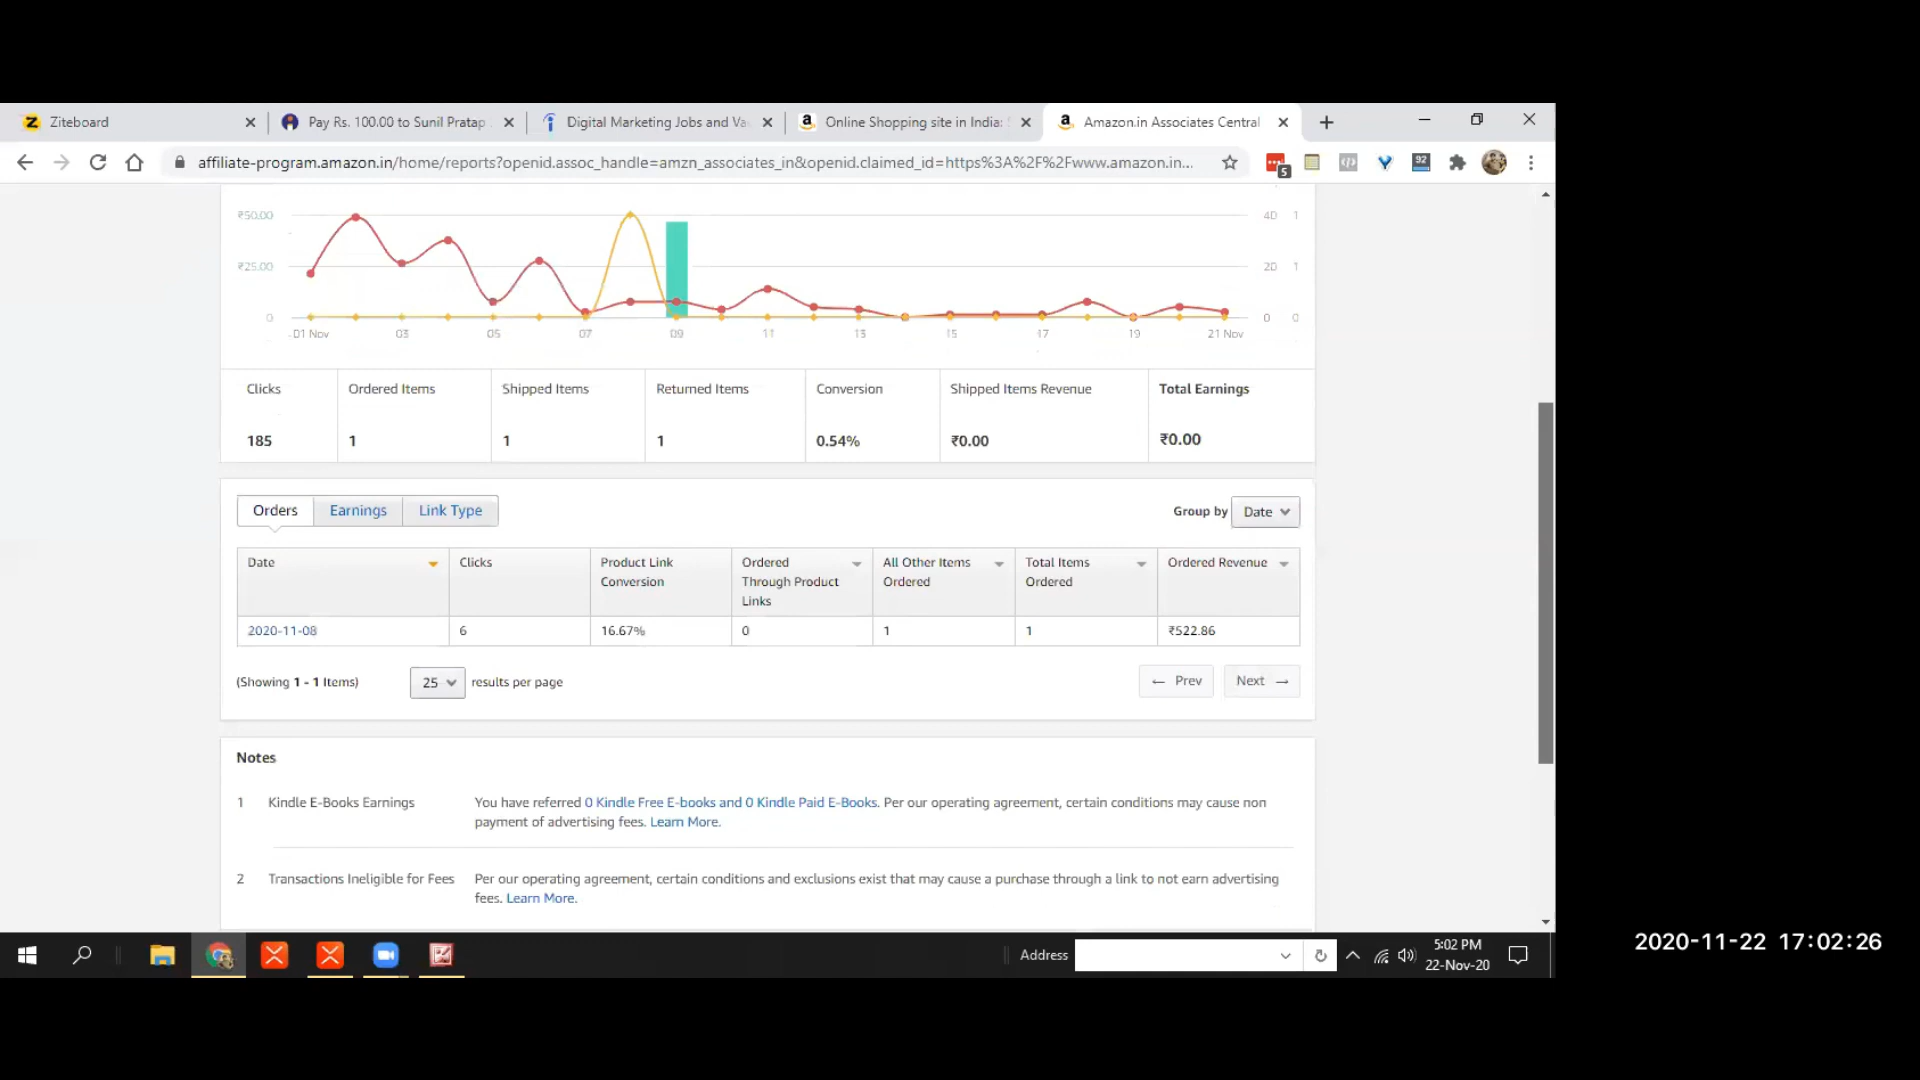 Ziteboard
Pay Rs. 100.00 to Sunil Pratap
Digital Marketing Jobs and Va
Online Shopping site in India:
Amazon.in Associates Central
affiliate-program.amazon.in/home/reports?openid.assoc_handle=amzn_associates_in&openid.claimed_id=https%3A%2F%2Fwww.amazon.in...
5
92
₹50.00
40 1
₹25.00
20 1
0
0 0
01 Nov 03 05 07 09 11 13 15 17 19 21 Nov
Clicks Ordered Items Shipped Items Returned Items Conversion Shipped Items Revenue Total Earnings
185 1 1 1 0.54% ₹0.00 ₹0.00
Orders Earnings Link Type Group by Date
Date Clicks Product Link Conversion Ordered Through Product Links All Other Items Ordered Total Items Ordered Ordered Revenue
2020-11-08 6 16.67% 0 1 1 ₹522.86
(Showing 1 - 1 Items) 25 results per page ← Prev Next →
Notes
1 Kindle E-Books Earnings You have referred 0 Kindle Free E-books and 0 Kindle Paid E-Books. Per our operating agreement, certain conditions may cause non
payment of advertising fees. Learn More.
2 Transactions Ineligible for Fees Per our operating agreement, certain conditions and exclusions exist that may cause a purchase through a link to not earn advertising
fees. Learn More.
Address
5:02 PM
22-Nov-20
2020-11-22 17:02:26